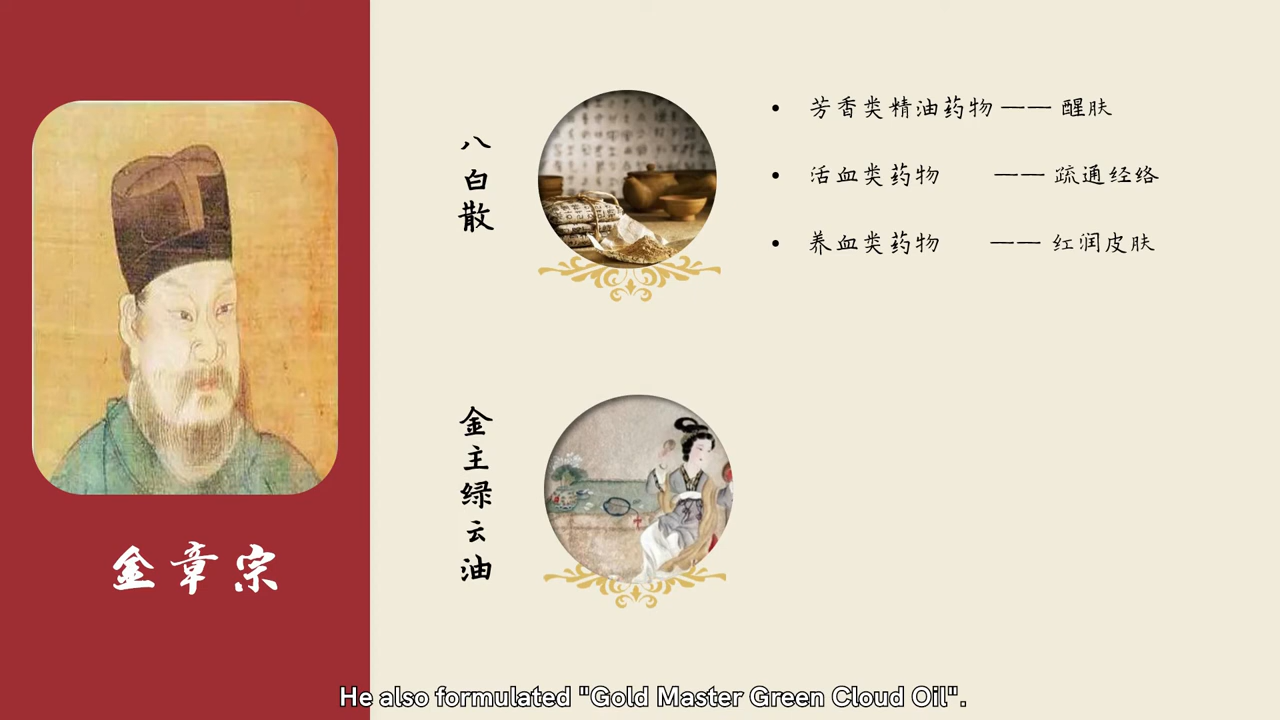 金章宗
八白散
芳香类精油药物 —— 醒肤
活血类药物 —— 疏通经络
养血类药物 —— 红润皮肤
金主绿云油
He also formulated "Gold Master Green Cloud Oil".